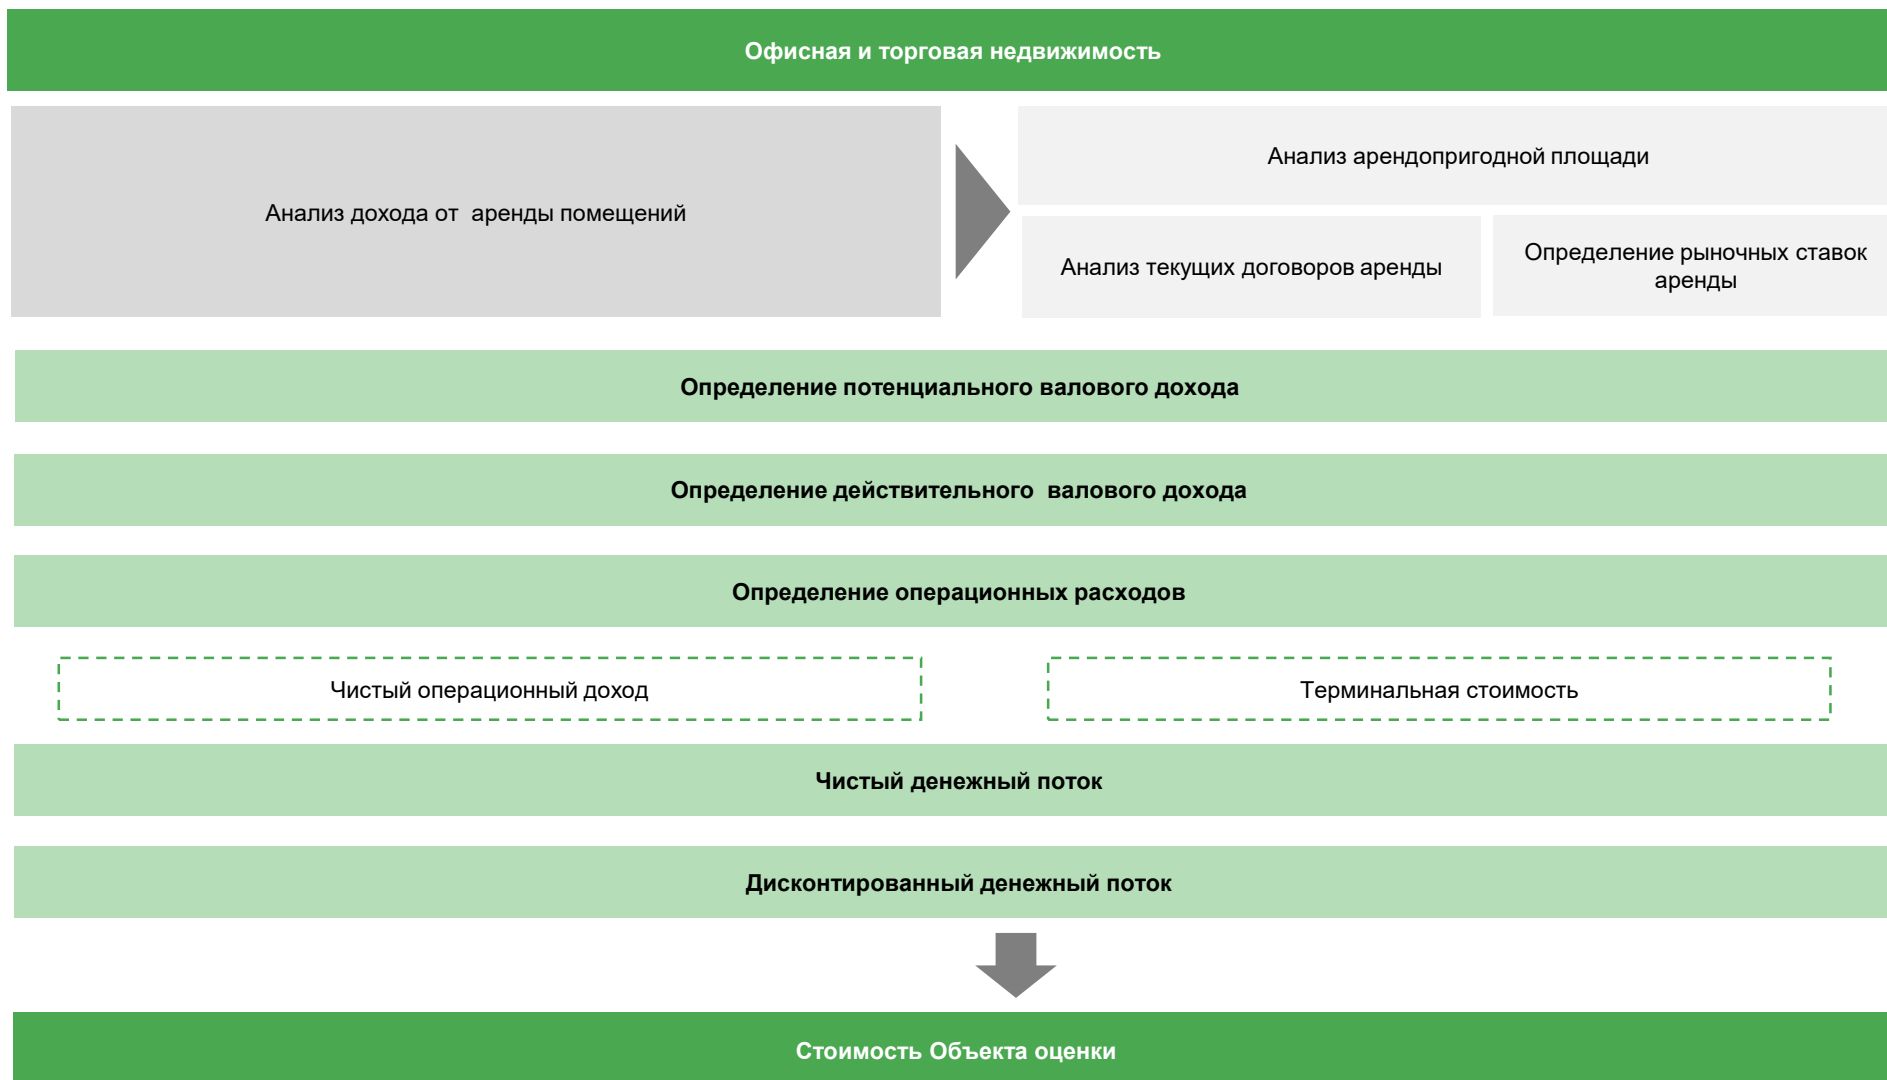 Офисная и торговая недвижимость
Анализ дохода от  аренды помещений
Анализ арендопригодной площади
Анализ текущих договоров аренды
Определение рыночных ставок
аренды
Определение потенциального валового дохода
Определение действительного  валового дохода
Определение операционных расходов
Чистый операционный доход
Терминальная стоимость
Чистый денежный поток
Дисконтированный денежный поток
Стоимость Объекта оценки